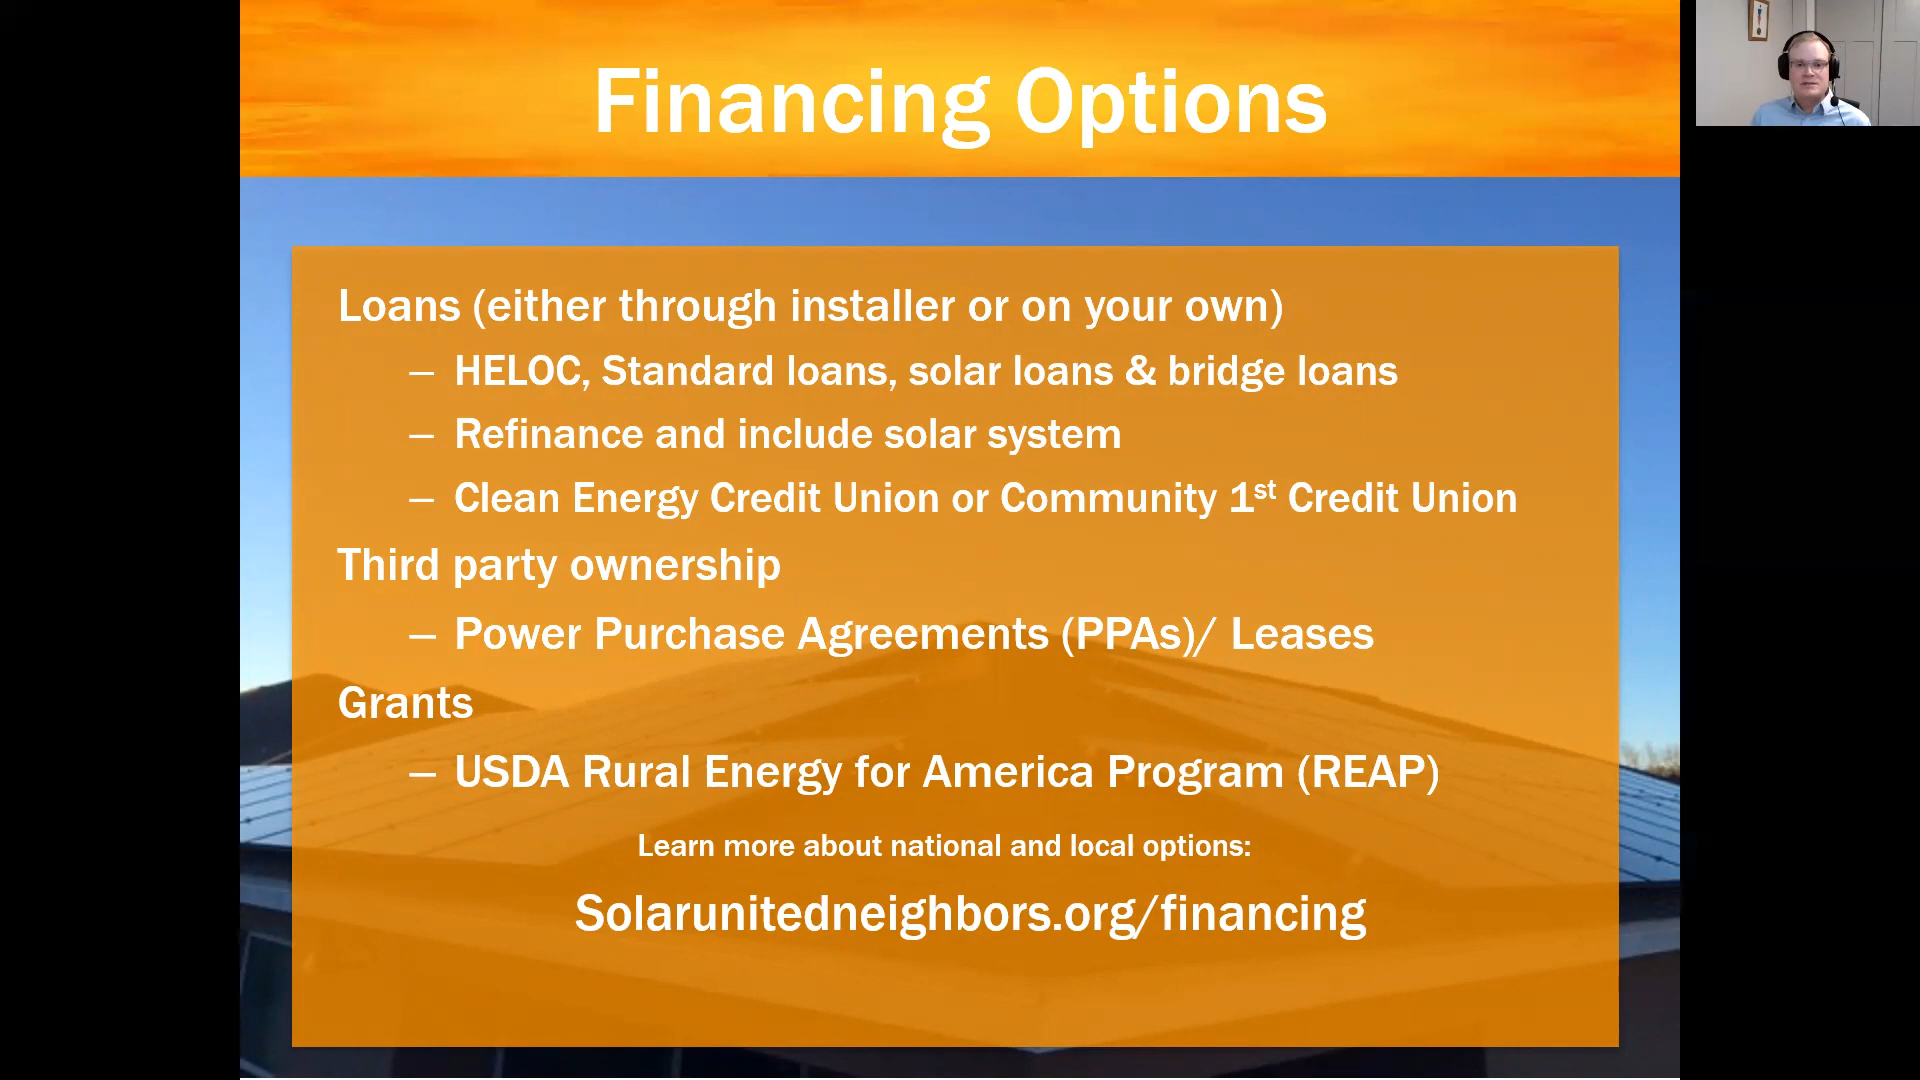 Financing Options
Loans (either through installer or on your own)
– HELOC, Standard loans, solar loans & bridge loans
– Refinance and include solar system
– Clean Energy Credit Union or Community 1st Credit Union
Third party ownership
– Power Purchase Agreements (PPAs)/ Leases
Grants
– USDA Rural Energy for America Program (REAP)
Learn more about national and local options:
Solarunitedneighbors.org/financing